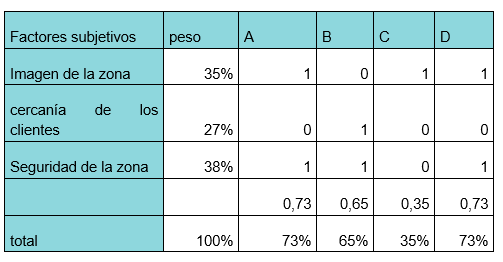 Factores subjetivos peso A B C D
Imagen de la zona 35% 1 0 1 1
cercanía de los
clientes 27% 0 1 0 0
Seguridad de la zona 38% 1 1 0 1
0,73 0,65 0,35 0,73
total 100% 73% 65% 35% 73%